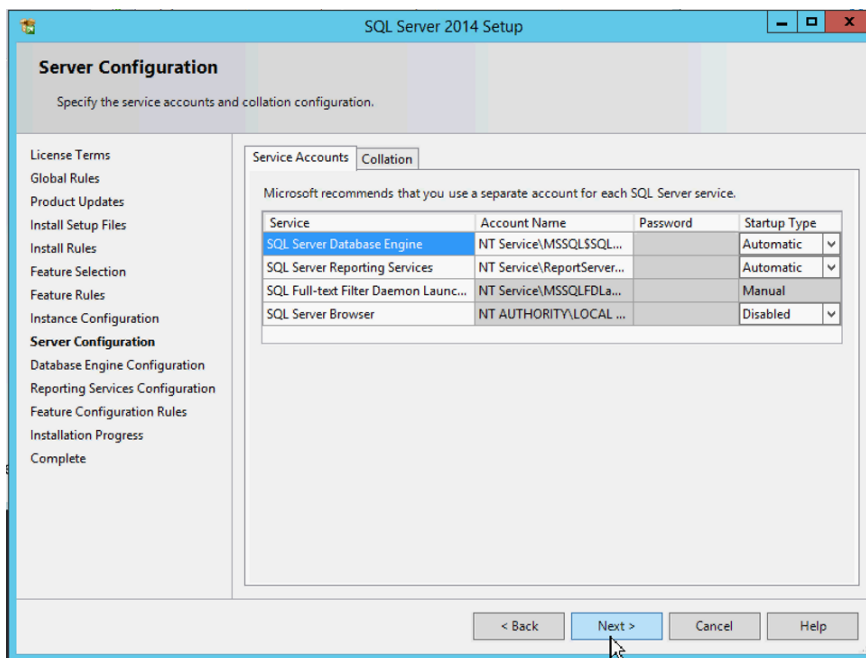 SQL Server 2014 Setup
Server Configuration
Specify the service accounts and collation configuration.
License Terms
Global Rules
Product Updates
Install Setup Files
Install Rules
Feature Selection
Feature Rules
Instance Configuration
Server Configuration
Database Engine Configuration
Reporting Services Configuration
Feature Configuration Rules
Installation Progress
Complete
Service Accounts Collation
Microsoft recommends that you use a separate account for each SQL Server service.
Service Account Name Password Startup Type
SQL Server Database Engine NT Service\MSSQL$SQL... Automatic
SQL Server Reporting Services NT Service\ReportServer... Automatic
SQL Full-text Filter Daemon Launc... NT Service\MSSQLFDLa... Manual
SQL Server Browser NT AUTHORITY\LOCAL ... Disabled
< Back Next > Cancel Help